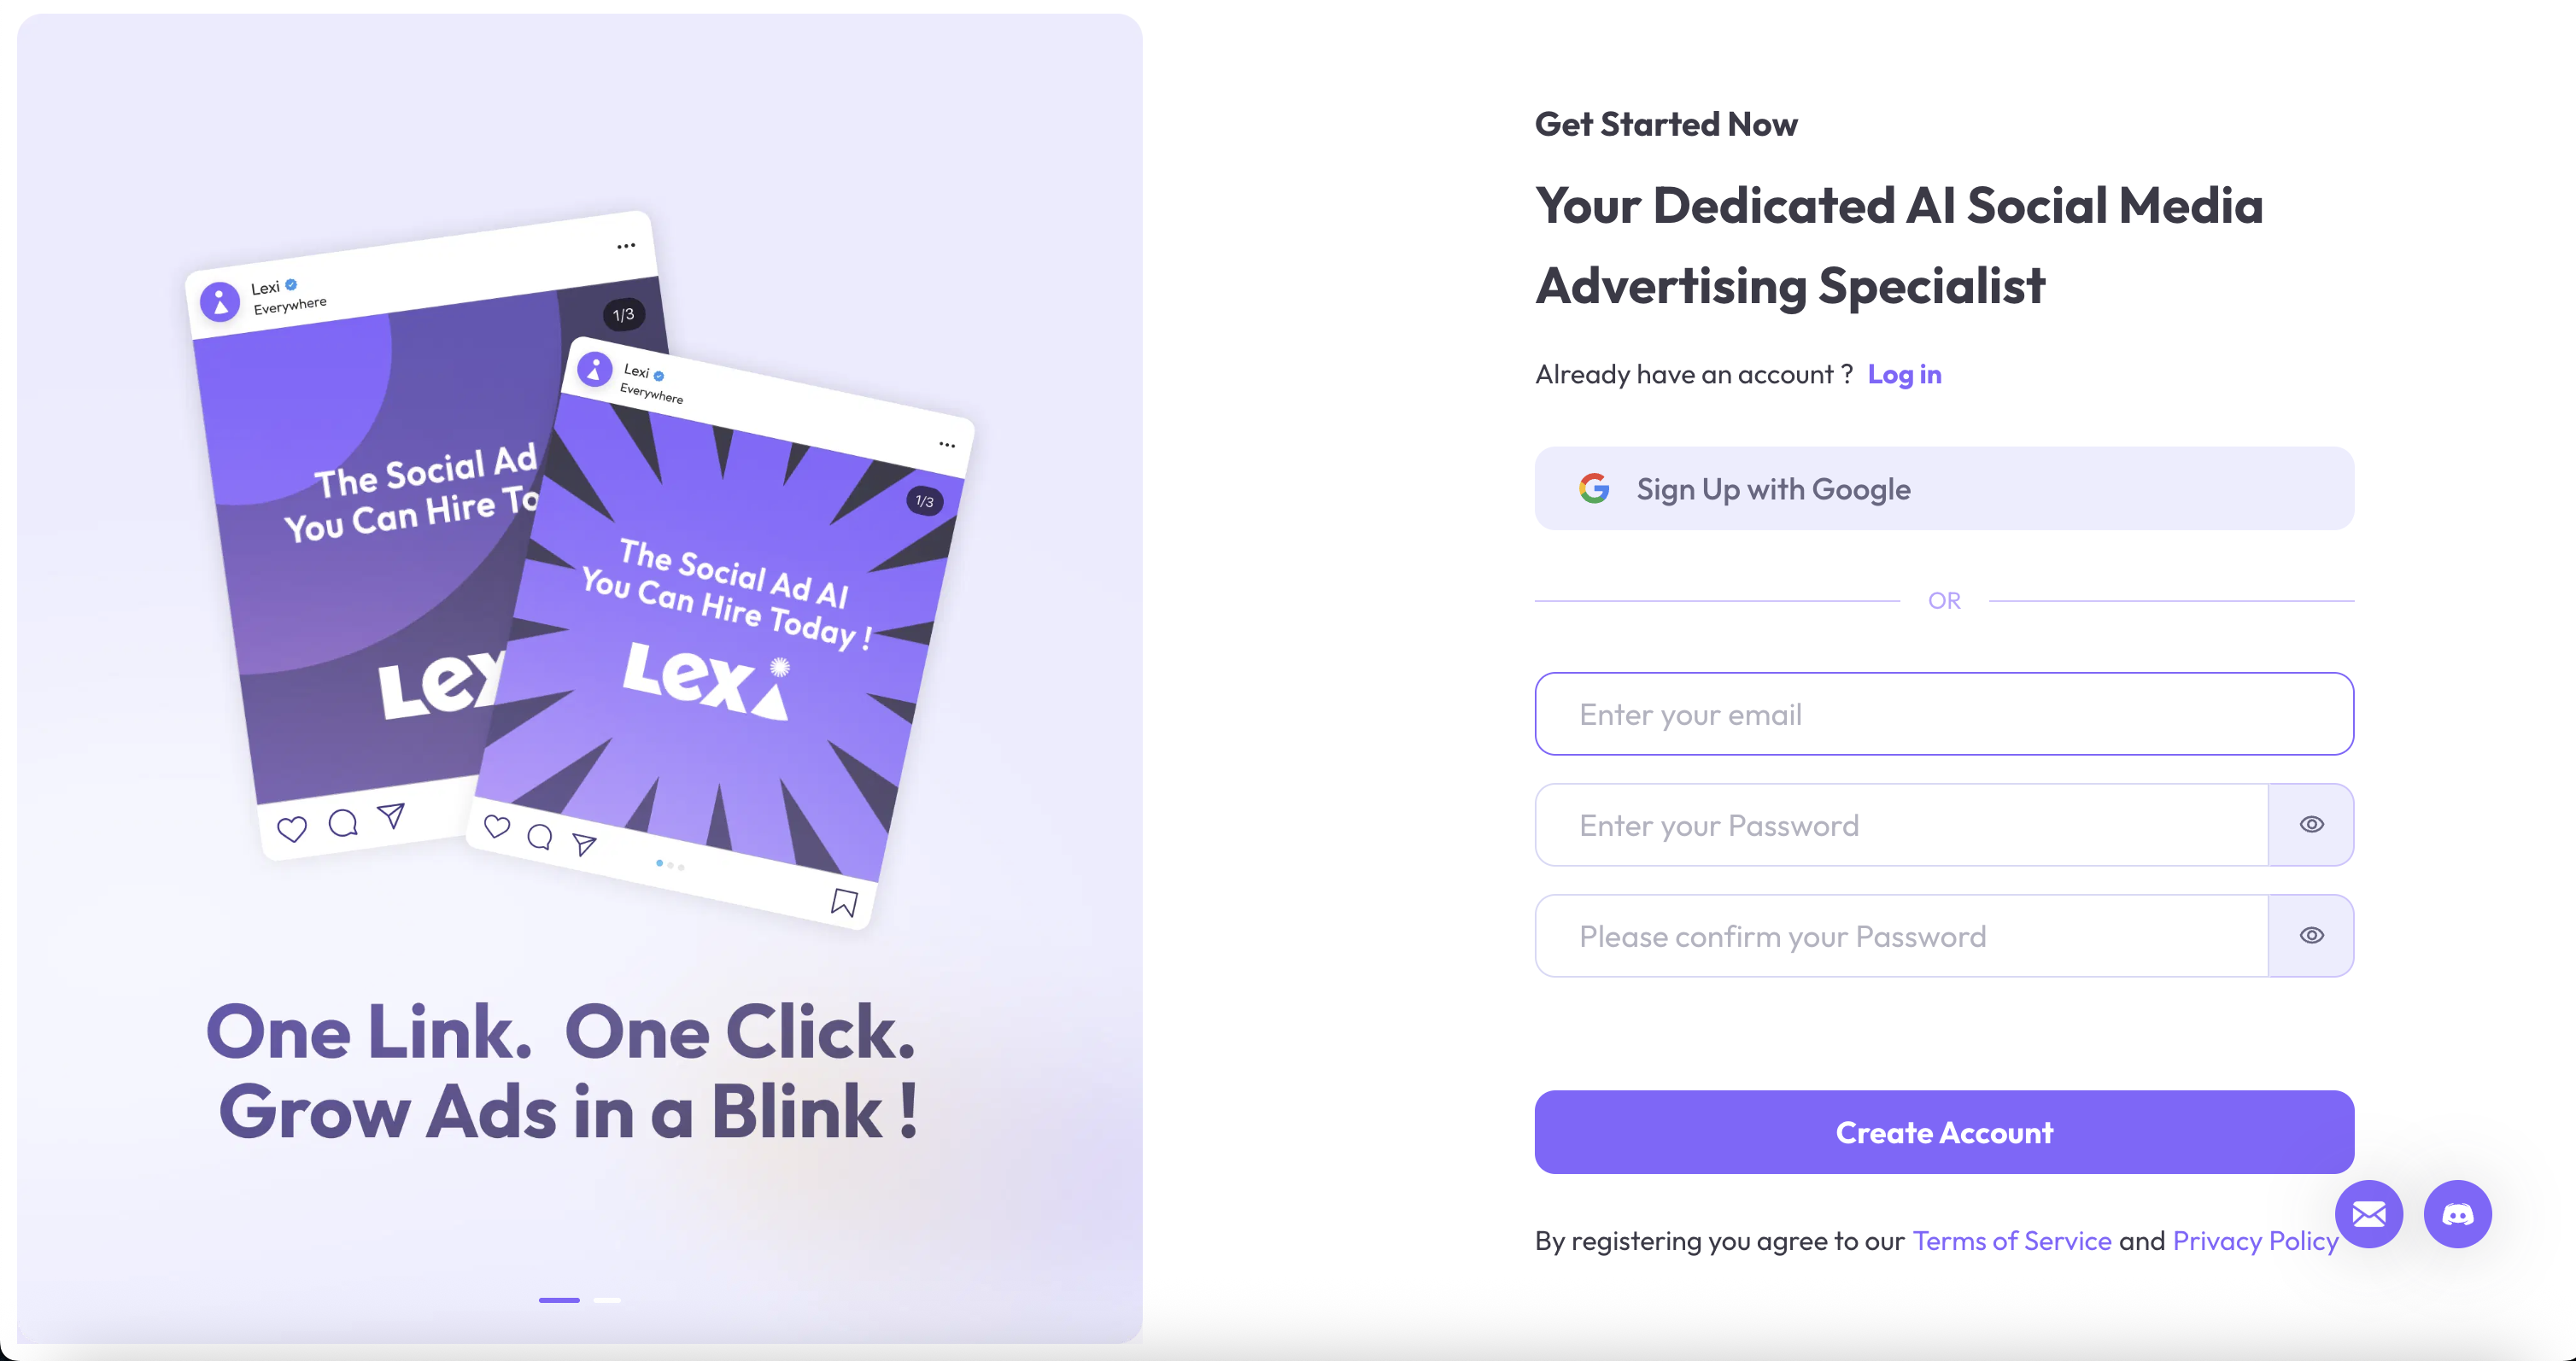 Lexi
Everywhere
1/3
The Social Ad
You Can Hire To
Lex
Lexi
Everywhere
1/3
The Social Ad AI
You Can Hire Today !
Lexi
One Link. One Click.
Grow Ads in a Blink !
Get Started Now
Your Dedicated AI Social Media
Advertising Specialist
Already have an account ? Log in
Sign Up with Google
OR
Enter your email
Enter your Password
Please confirm your Password
Create Account
By registering you agree to our Terms of Service and Privacy Policy